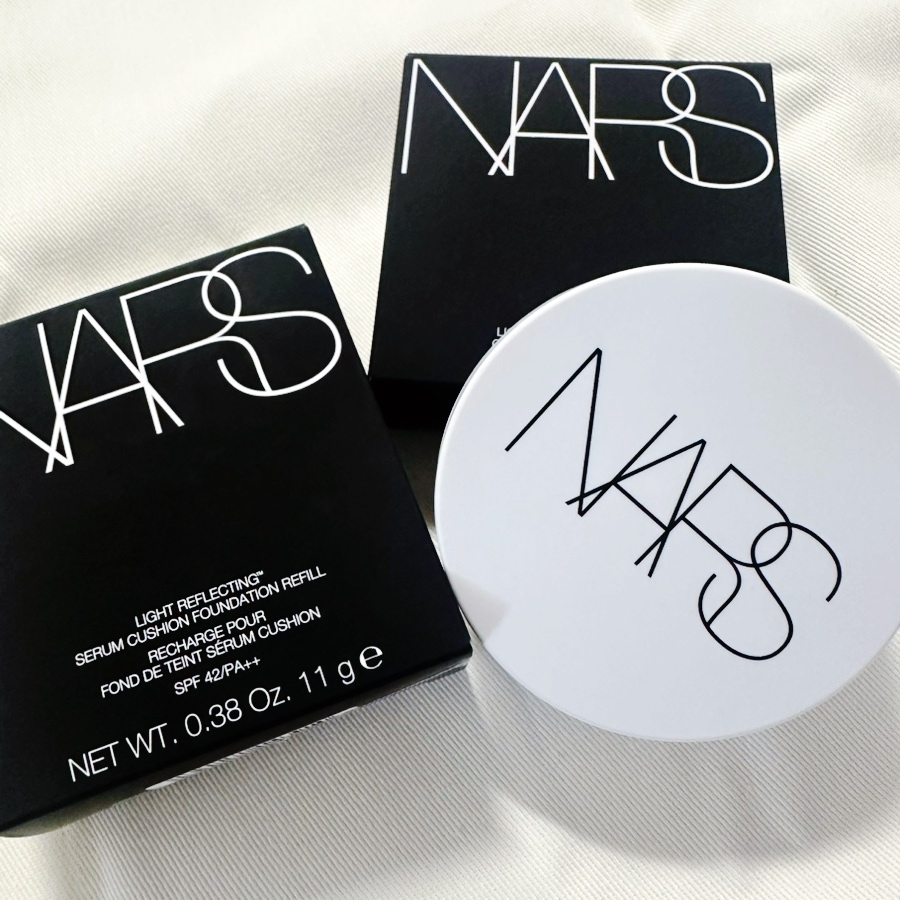 NARS
NARS
LIGHT REFLECTING™
SERUM CUSHION FOUNDATION REFILL
RECHARGE POUR
FOND DE TEINT SÉRUM CUSHION
SPF 42/PA++
NET WT. 0.38 Oz. 11 g ℮
NARS